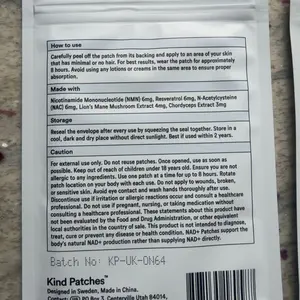 How to use
Carefully peel off the patch from its backing and apply to an area of your skin
that has minimal or no hair. For best results, wear the patch for approximately
8 hours. Avoid using any lotions or creams in the same area to ensure proper
absorption.
Made with
Nicotinamide Mononucleotide (NMN) 6mg, Resveratrol 6mg, N-Acetylcysteine
(NAC) 6mg, Lion's Mane Mushroom Extract 4mg, Chordyceps Extract 3mg
Storage
Reseal the envelope after every use by squeezing the seal together. Store in a
cool, dark and dry place without direct sunlight. Best if used within 2 years.
Caution
For external use only. Do not reuse patches. Once opened, use as soon as
possible. Keep out of reach of children under 18 years old. Ensure you are not
allergic to any ingredients. Use one patch at a time for up to 8 hours. Rotate
patch location on your body with each use. Do not apply to wounds, broken,
or sensitive skin. Avoid eye contact and wash hands thoroughly after use.
Discontinue use if irritation or allergic reactions occur and consult a healthcare
professional. Do not use if pregnant, nursing, or taking medication without
consulting a healthcare professional. These statements about this product have
not been evaluated by the Food and Drug Administration, or other equivalent
local authorities in the country of sale. This product is not intended to diagnose,
treat, cure or prevent any disease or health condition. NAD+ Patches support the
body's natural NAD+ production rather than supplying NAD+ directly.
Batch No: KP-UK-DN64
Kind Patches™
Designed in Sweden, Made in China.
Contact: PO Box 3, Centerville Utah 84014,